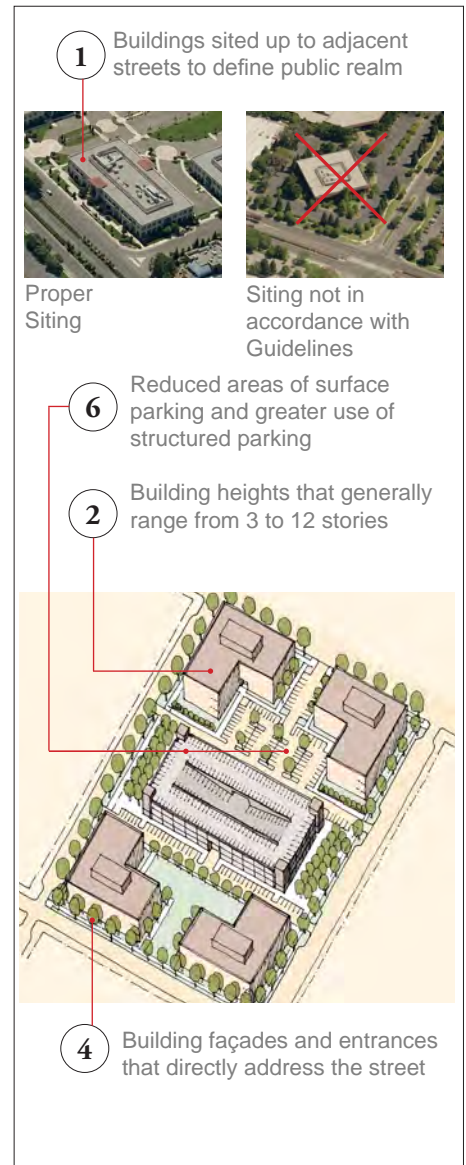 1
Buildings sited up to adjacent
streets to define public realm
Proper
Siting
Siting not in
accordance with
Guidelines
6
Reduced areas of surface
parking and greater use of
structured parking
2
Building heights that generally
range from 3 to 12 stories
4
Building façades and entrances
that directly address the street